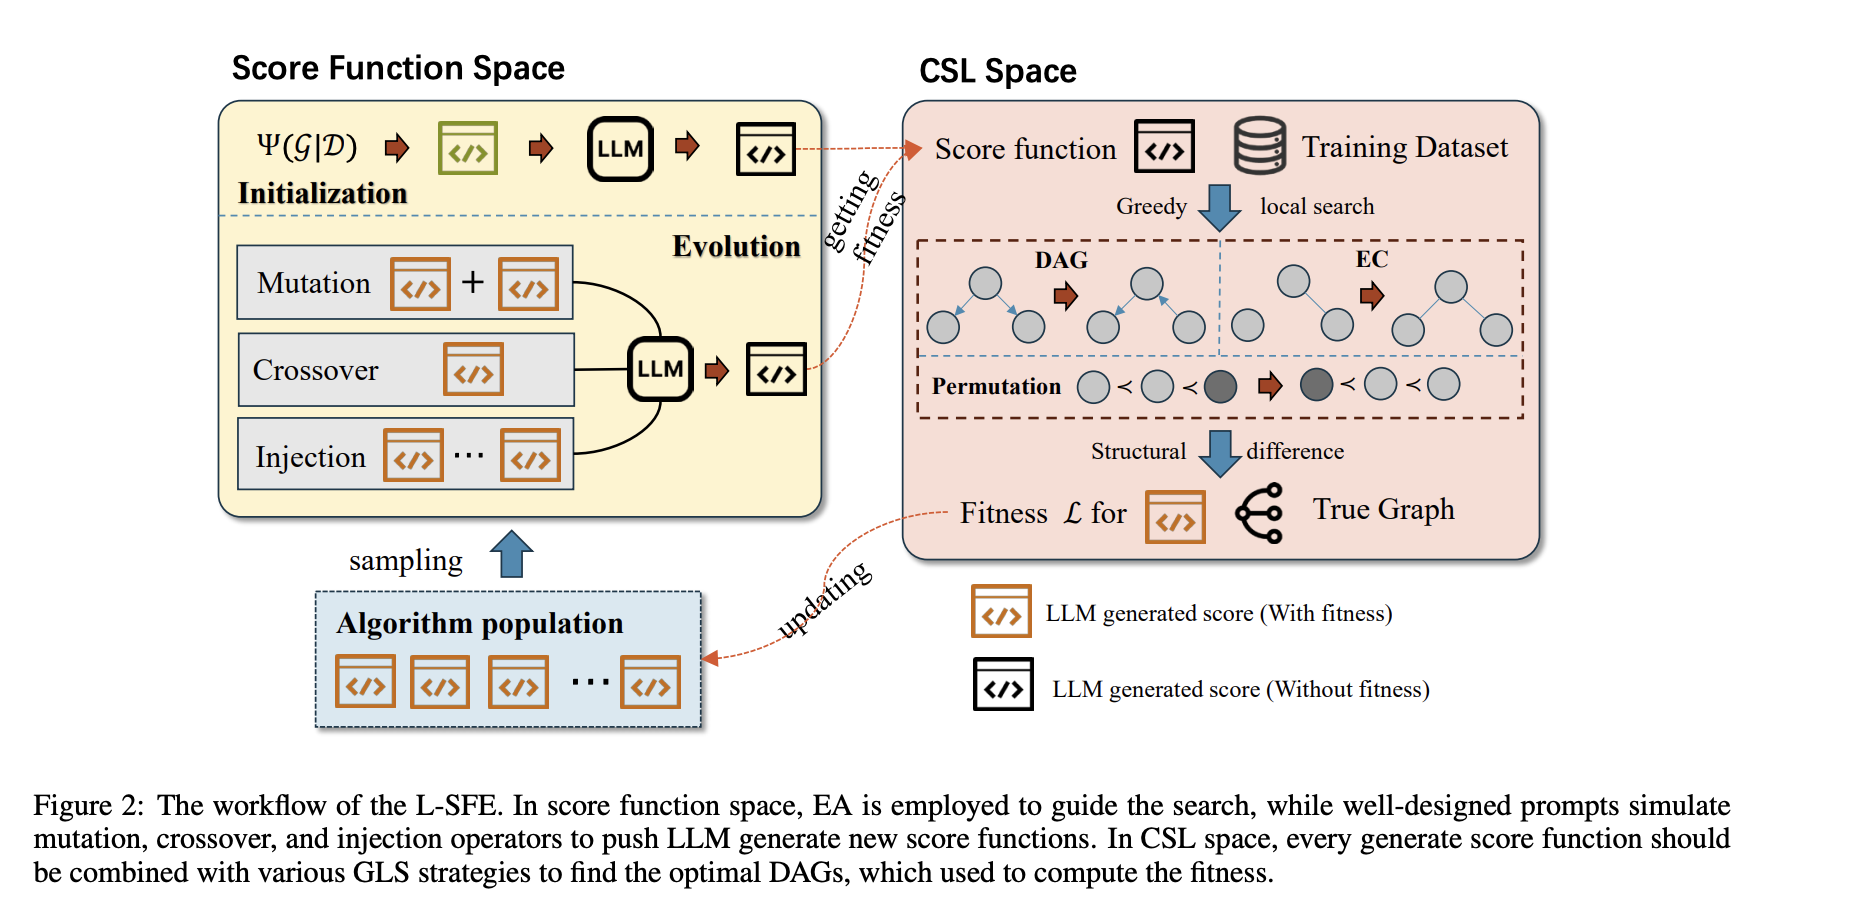 Score Function Space
Ψ(𝒢|𝒟)
</>
LLM
</>
Initialization
Evolution
Mutation </> + </>
Crossover </>
Injection </> ... </>
LLM
</>
getting
fitness
sampling
Algorithm population
</> </> </> ... </>
updating
CSL Space
Score function </> Training Dataset
Greedy local search
DAG
EC
Permutation ≺ ≺ ≺ ≺
Structural difference
Fitness ℒ for </> True Graph
</> LLM generated score (With fitness)
</> LLM generated score (Without fitness)
Figure 2: The workflow of the L-SFE. In score function space, EA is employed to guide the search, while well-designed prompts simulate
mutation, crossover, and injection operators to push LLM generate new score functions. In CSL space, every generate score function should
be combined with various GLS strategies to find the optimal DAGs, which used to compute the fitness.